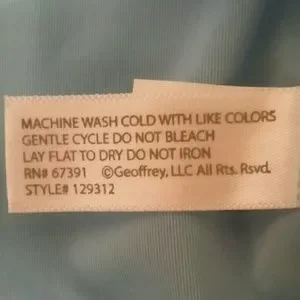 MACHINE WASH COLD WITH LIKE COLORS
GENTLE CYCLE DO NOT BLEACH
LAY FLAT TO DRY DO NOT IRON
RN# 67391 ©Geoffrey, LLC All Rts. Rsvd.
STYLE# 129312